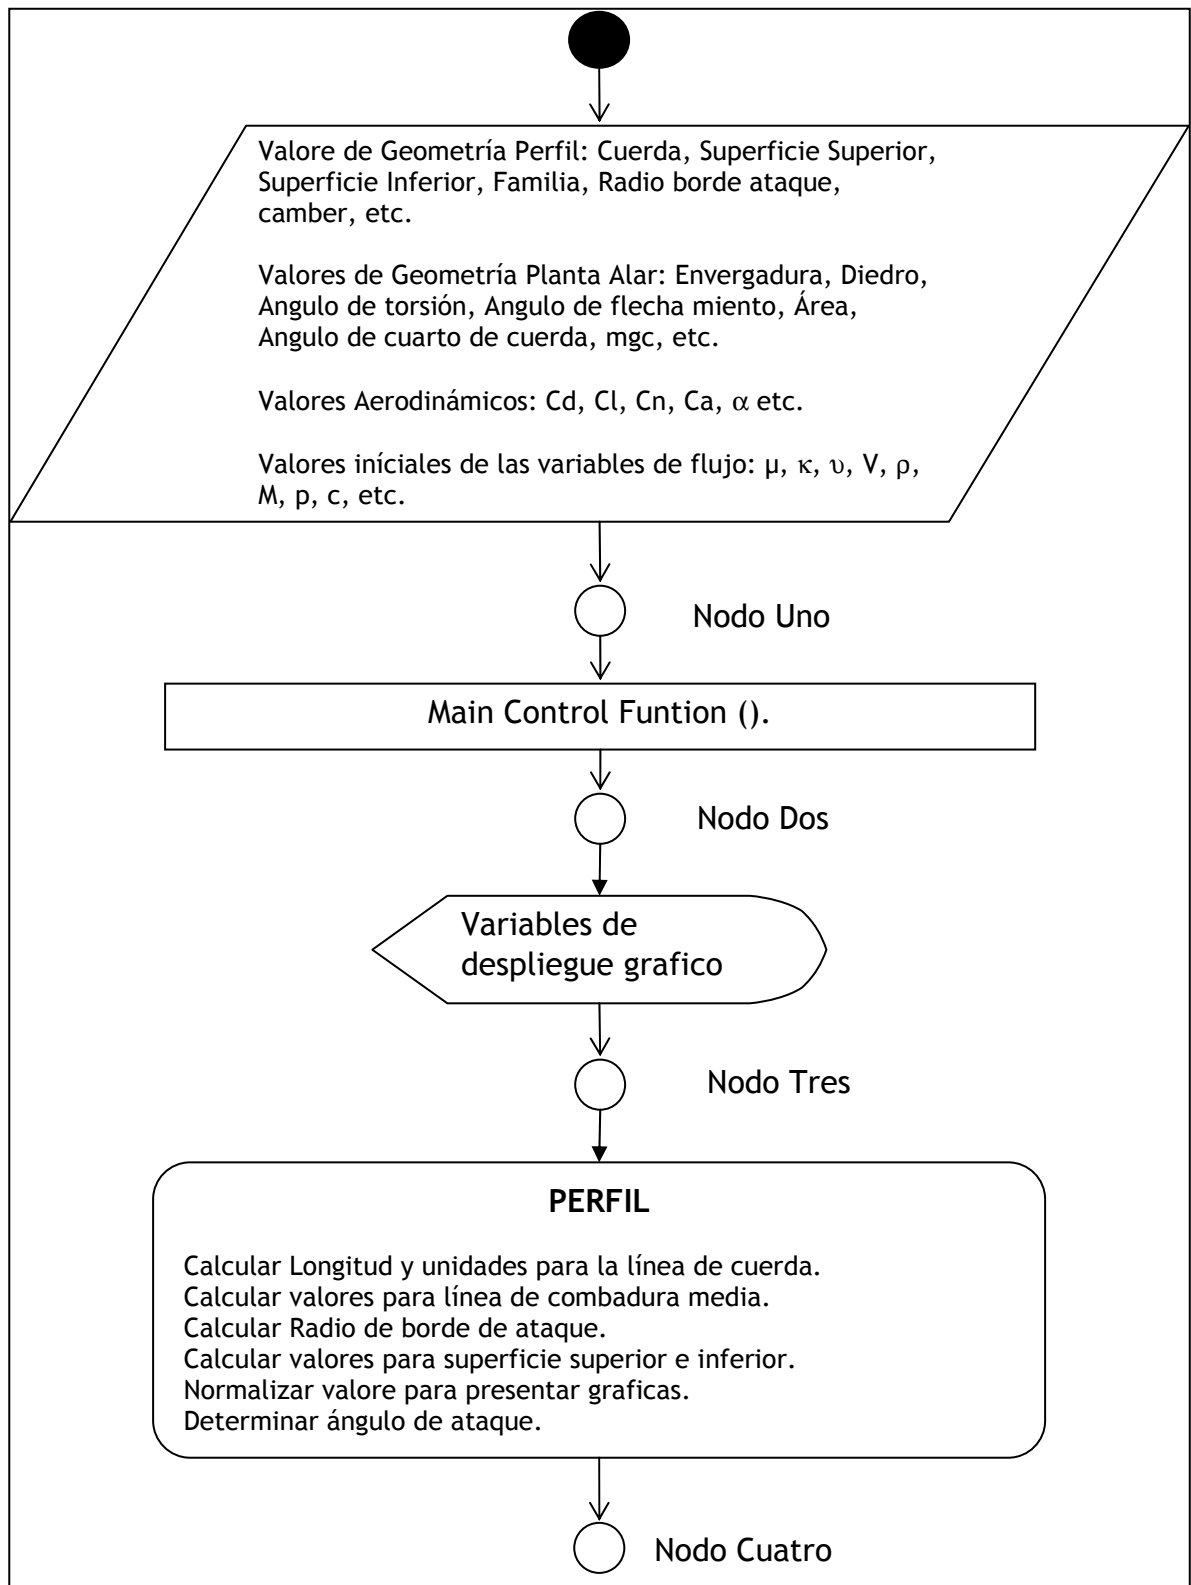 Valore de Geometría Perfil: Cuerda, Superficie Superior,
Superficie Inferior, Familia, Radio borde ataque,
camber, etc.
Valores de Geometría Planta Alar: Envergadura, Diedro,
Angulo de torsión, Angulo de flecha miento, Área,
Angulo de cuarto de cuerda, mgc, etc.
Valores Aerodinámicos: Cd, Cl, Cn, Ca, α etc.
Valores iníciales de las variables de flujo: μ, κ, υ, V, ρ,
M, p, c, etc.
Nodo Uno
Main Control Funtion ().
Nodo Dos
Variables de
despliegue grafico
Nodo Tres
PERFIL
Calcular Longitud y unidades para la línea de cuerda.
Calcular valores para línea de combadura media.
Calcular Radio de borde de ataque.
Calcular valores para superficie superior e inferior.
Normalizar valore para presentar graficas.
Determinar ángulo de ataque.
Nodo Cuatro